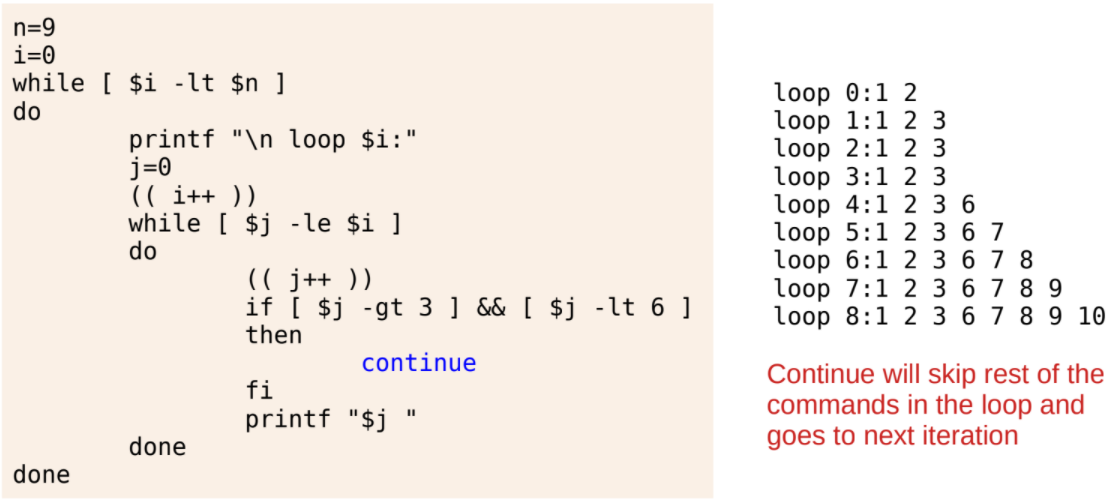 n=9
i=0
while [ $i -lt $n ]
do
        printf "\n loop $i:"
        j=0
        (( i++ ))
        while [ $j -le $i ]
        do
                (( j++ ))
                if [ $j -gt 3 ] && [ $j -lt 6 ]
                then
                        continue
                fi
                printf "$j "
        done
done
loop 0:1 2
loop 1:1 2 3
loop 2:1 2 3
loop 3:1 2 3
loop 4:1 2 3 6
loop 5:1 2 3 6 7
loop 6:1 2 3 6 7 8
loop 7:1 2 3 6 7 8 9
loop 8:1 2 3 6 7 8 9 10
Continue will skip rest of the
commands in the loop and
goes to next iteration